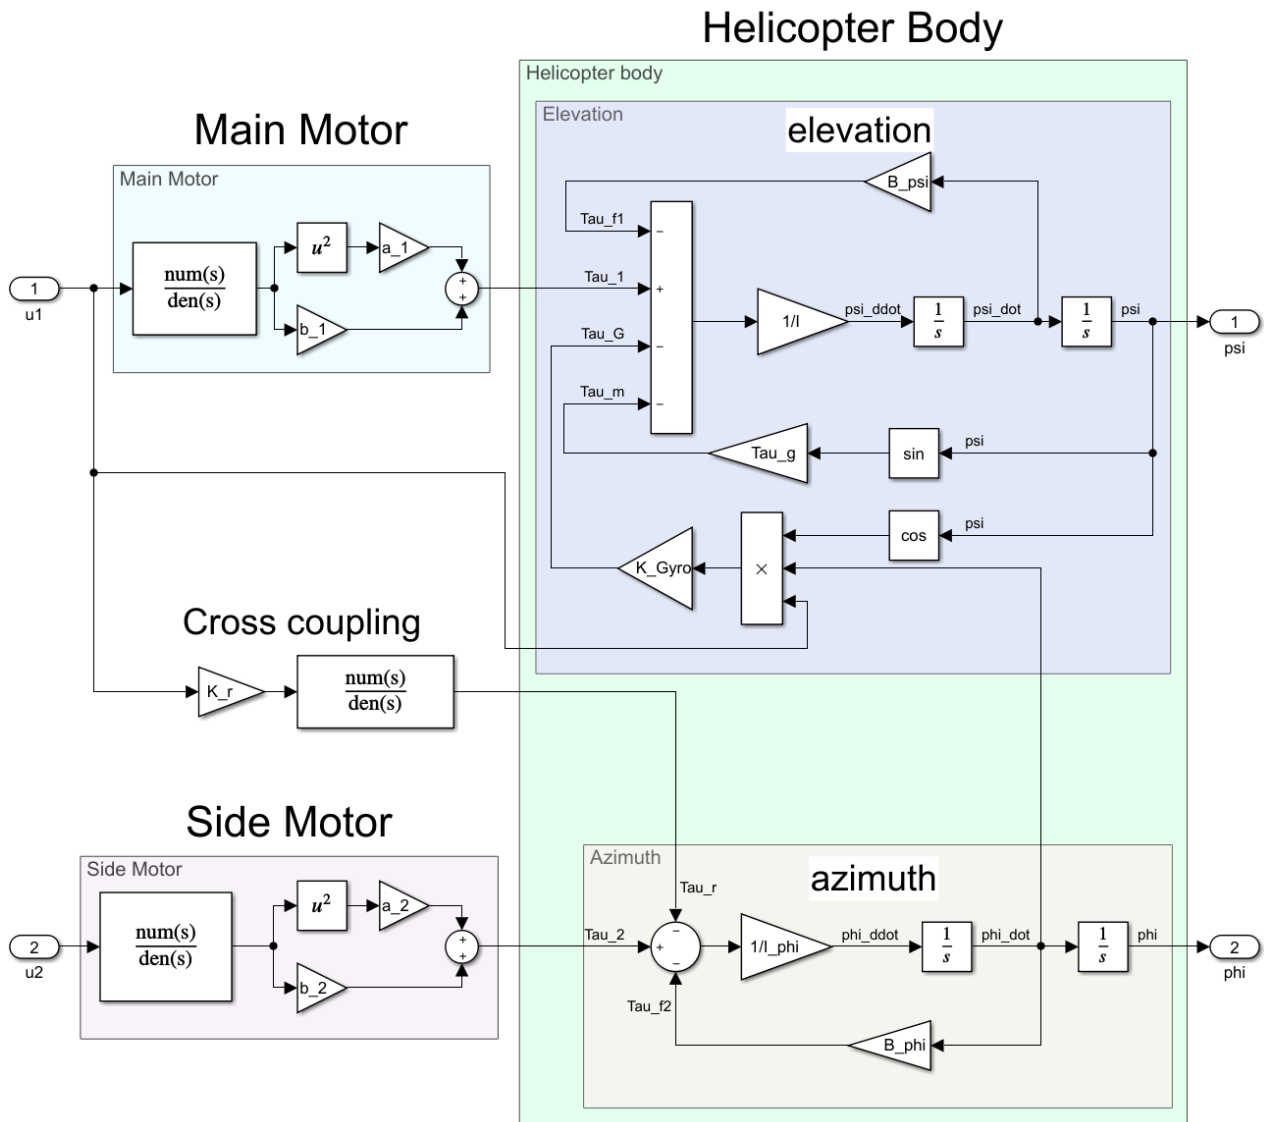 Helicopter Body
Helicopter body
Elevation
elevation
Main Motor
Main Motor
B_psi
Tau_f1
−
u²
a_1
num(s)
den(s)
+
+
b_1
1
u1
Tau_1
+
1/I
psi_ddot
1
s
psi_dot
1
s
psi
1
psi
Tau_G
−
Tau_m
−
Tau_g
sin
psi
cos
psi
K_Gyro
×
Cross coupling
K_r
num(s)
den(s)
Side Motor
Side Motor
Azimuth
azimuth
Tau_r
u²
a_2
2
u2
num(s)
den(s)
+
+
b_2
Tau_2
−
+
−
1/I_phi
phi_ddot
1
s
phi_dot
1
s
phi
2
phi
Tau_f2
B_phi